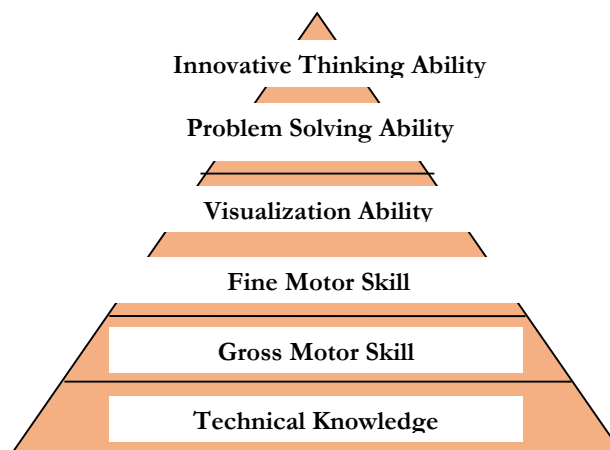 Innovative Thinking Ability
Problem Solving Ability
Visualization Ability
Fine Motor Skill
Gross Motor Skill
Technical Knowledge